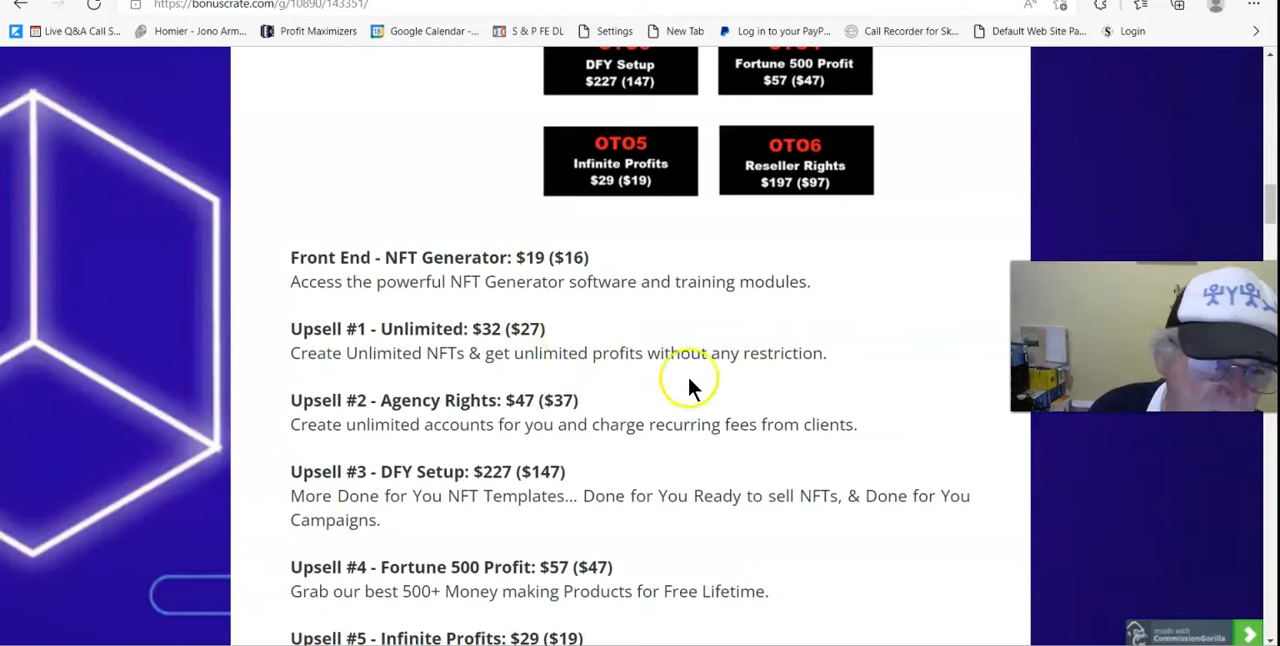 https://bonuscrate.com/g/10890/143351/
Live Q&A Call S... Homier - Jono Arm... Profit Maximizers Google Calendar -... S & P FE DL Settings New Tab Log in to your PayP... Call Recorder for Sk... Default Web Site Pa... Login
DFY Setup
$227 (147)
Fortune 500 Profit
$57 ($47)
OTO5
Infinite Profits
$29 ($19)
OTO6
Reseller Rights
$197 ($97)
Front End - NFT Generator: $19 ($16)
Access the powerful NFT Generator software and training modules.
Upsell #1 - Unlimited: $32 ($27)
Create Unlimited NFTs & get unlimited profits without any restriction.
Upsell #2 - Agency Rights: $47 ($37)
Create unlimited accounts for you and charge recurring fees from clients.
Upsell #3 - DFY Setup: $227 ($147)
More Done for You NFT Templates... Done for You Ready to sell NFTs, & Done for You
Campaigns.
Upsell #4 - Fortune 500 Profit: $57 ($47)
Grab our best 500+ Money making Products for Free Lifetime.
Upsell #5 - Infinite Profits: $29 ($19)
made with
CommissionGorilla